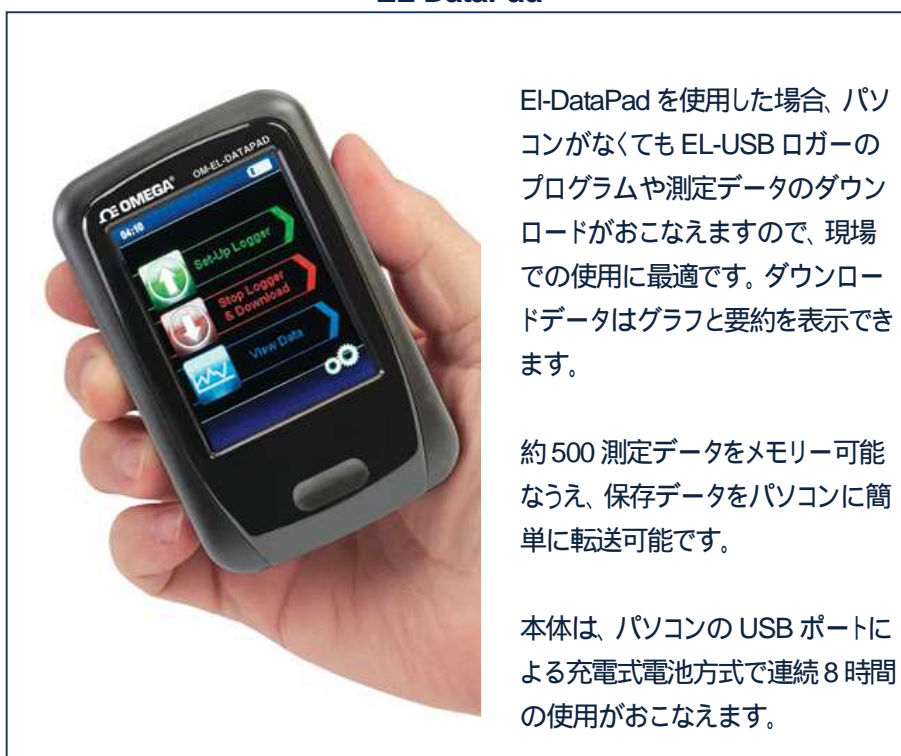 EL-DataPad
OMEGA®
OM-EL-DATAPAD
04:10
Set-Up Logger
Stop Logger
& Download
View Data
El-DataPad を使用した場合、パソ
コンがなくても EL-USB ロガーの
プログラムや測定データのダウン
ロードがおこなえますので、現場
での使用に最適です。ダウンロー
ドデータはグラフと要約を表示でき
ます。
約 500 測定データをメモリー可能
なうえ、保存データをパソコンに簡
単に転送可能です。
本体は、パソコンの USB ポートに
よる充電式電池方式で連続 8 時間
の使用がおこなえます。